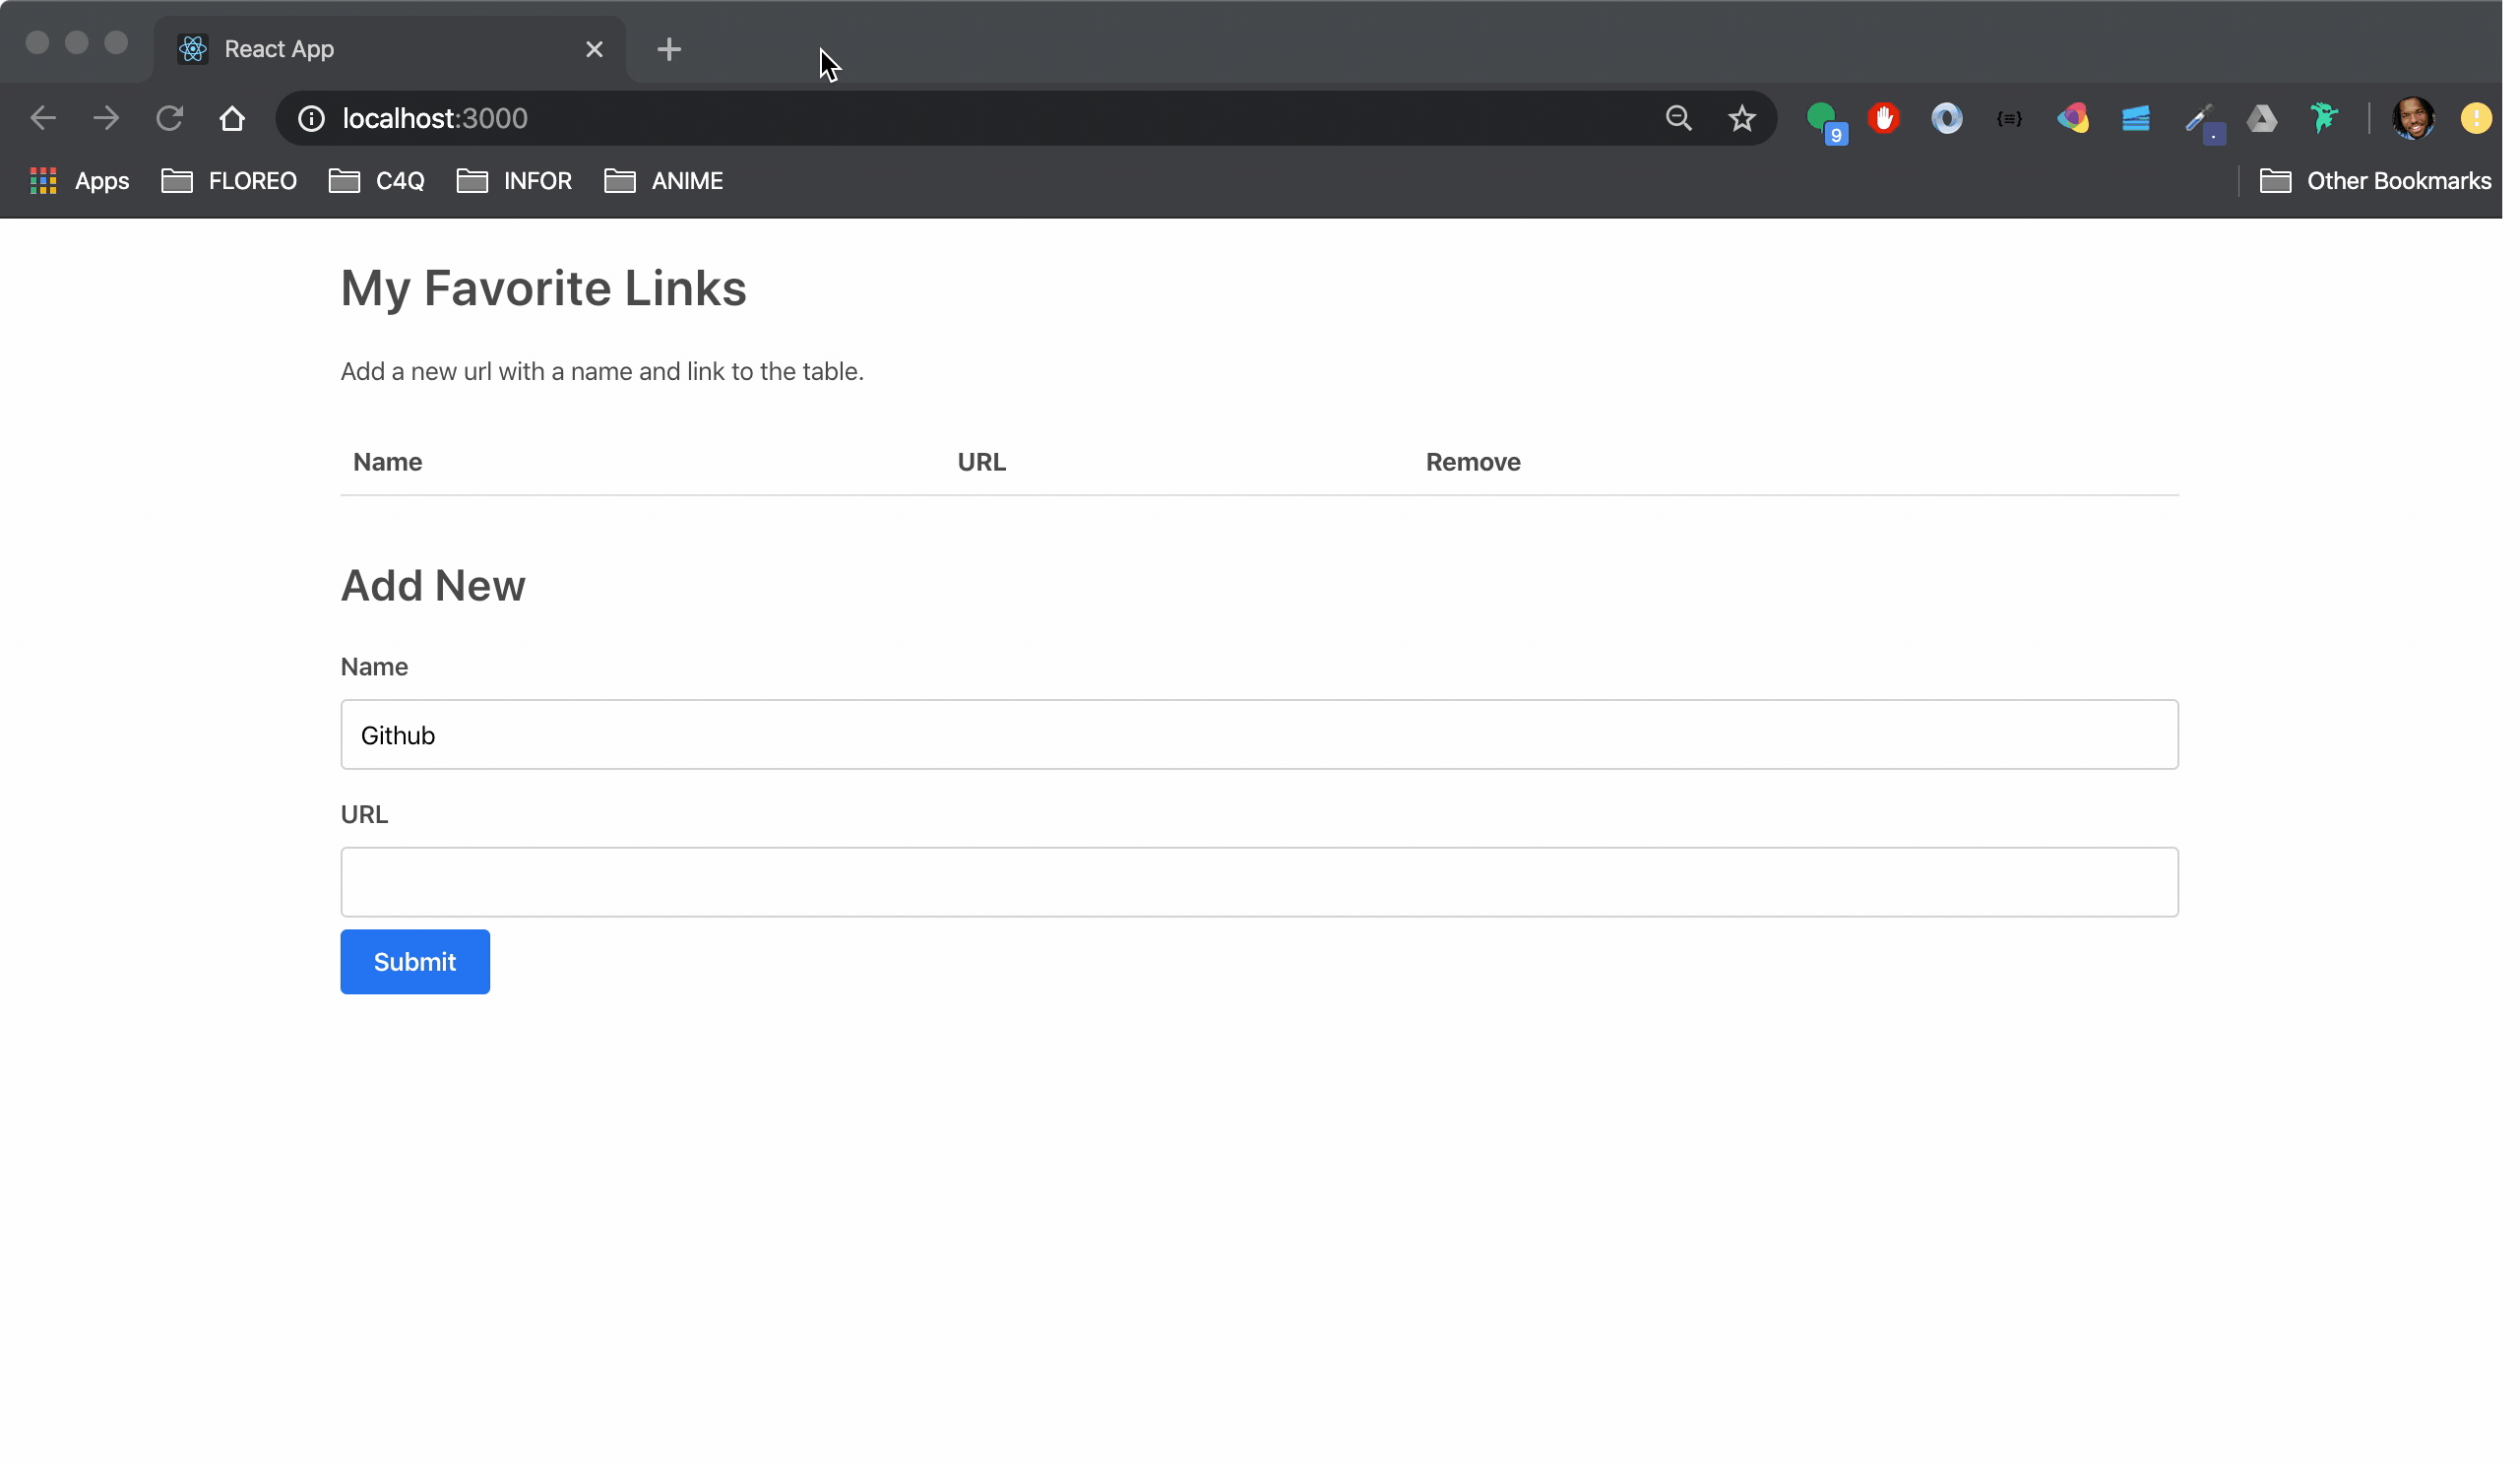 React App
localhost:3000
9
Apps FLOREO C4Q INFOR ANIME Other Bookmarks
My Favorite Links
Add a new url with a name and link to the table.
Name URL Remove
Add New
Name
Github
URL
Submit